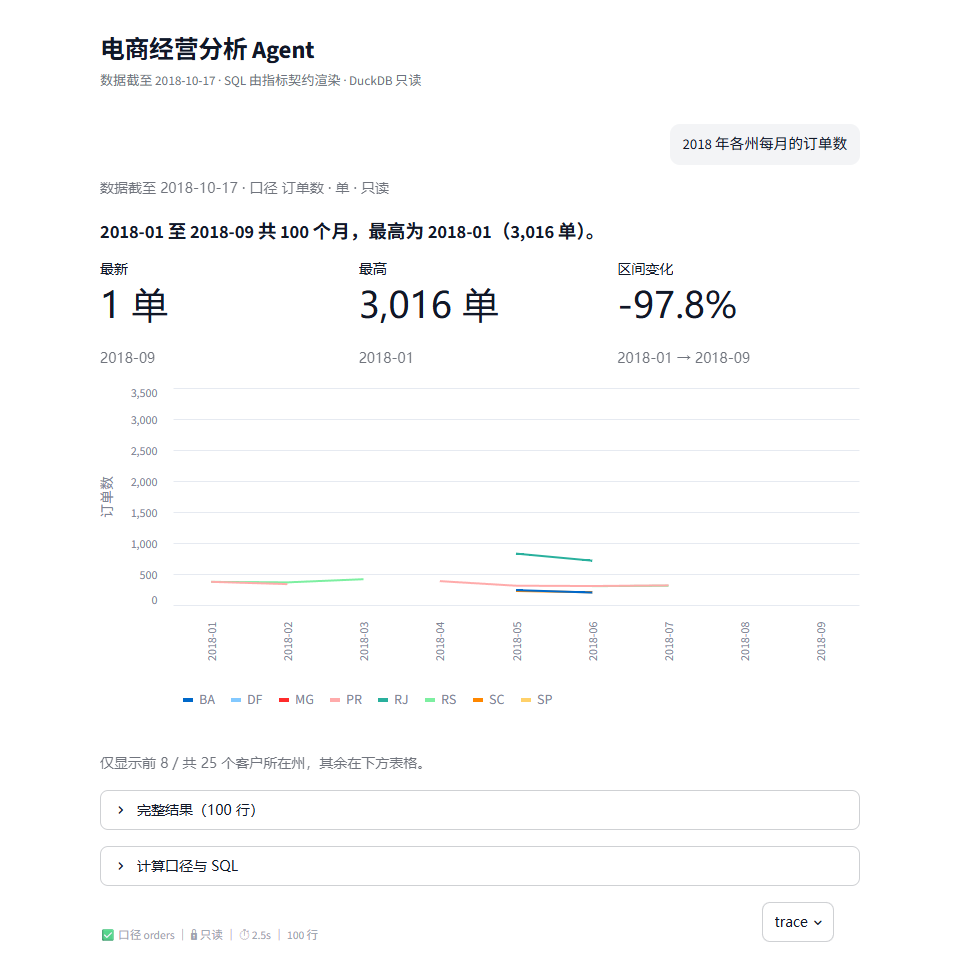 电商经营分析 Agent
数据截至 2018-10-17 · SQL 由指标契约渲染 · DuckDB 只读
2018 年各州每月的订单数
数据截至 2018-10-17 · 口径 订单数 · 单 · 只读
2018-01 至 2018-09 共 100 个月，最高为 2018-01（3,016 单）。
最新 最高 区间变化
1 单 3,016 单 -97.8%
2018-09 2018-01 2018-01 → 2018-09
订单数
3,500
3,000
2,500
2,000
1,500
1,000
500
0
2018-01 2018-02 2018-03 2018-04 2018-05 2018-06 2018-07 2018-08 2018-09
BA DF MG PR RJ RS SC SP
仅显示前 8 / 共 25 个客户所在州，其余在下方表格。
完整结果（100 行）
计算口径与 SQL
trace
口径 orders | 只读 | 2.5s | 100 行